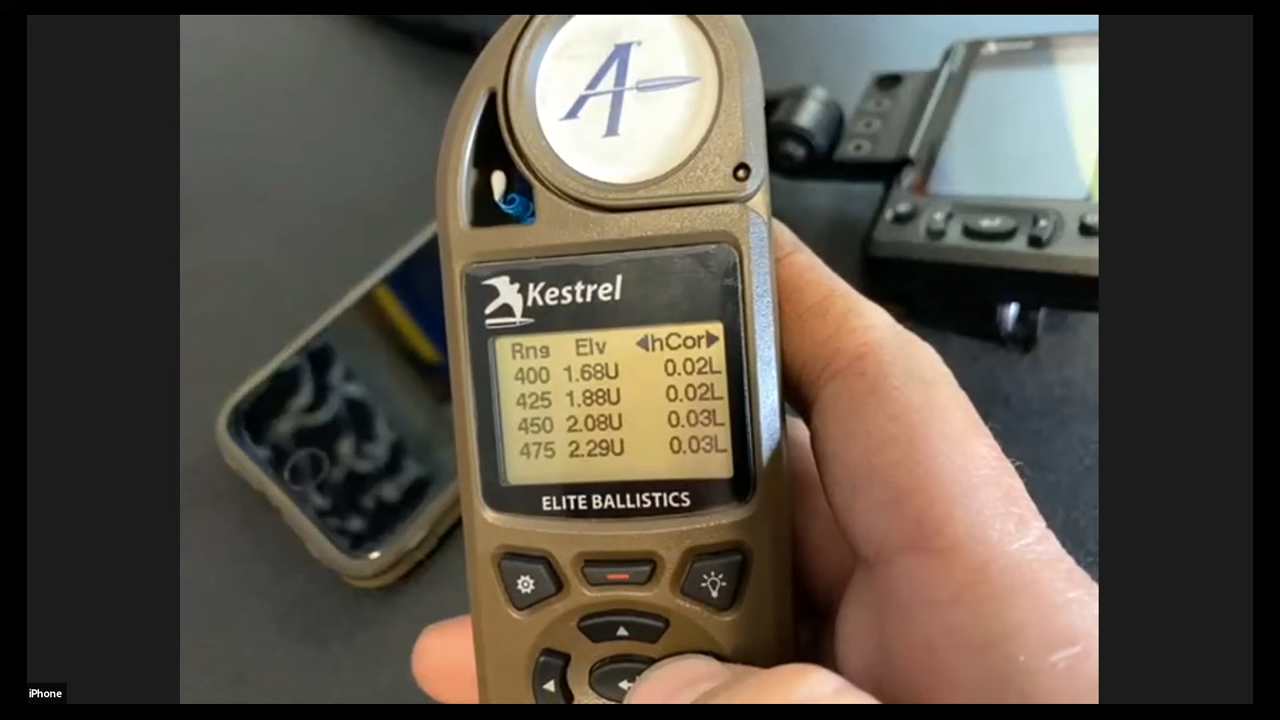 A
Kestrel
Rng Elv ◀hCor▶
400 1.68U 0.02L
425 1.88U 0.02L
450 2.08U 0.03L
475 2.29U 0.03L
ELITE BALLISTICS
iPhone